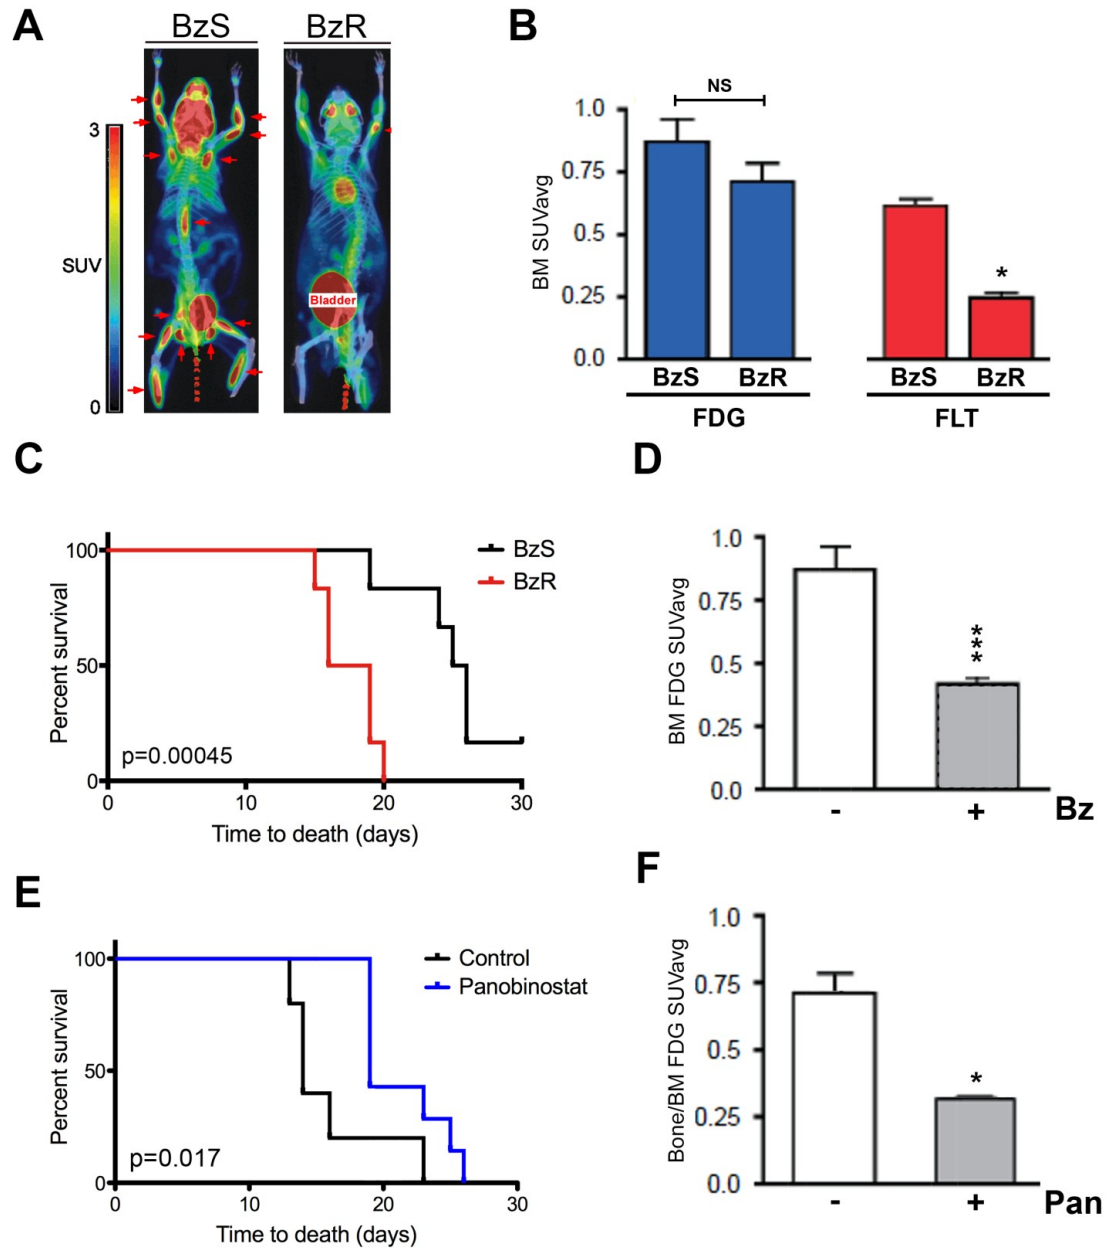 A
BzS
BzR
3
SUV
0
Bladder
B
NS
BM SUVavg
1.0
0.75
0.5
0.25
0.0
*
BzS
BzR
BzS
BzR
FDG
FLT
C
Percent survival
100
50
0
BzS
BzR
p=0.00045
0
10
20
30
Time to death (days)
D
BM FDG SUVavg
1.0
0.75
0.5
0.25
0.0
***
-
+
Bz
E
Percent survival
100
50
0
Control
Panobinostat
p=0.017
0
10
20
30
Time to death (days)
F
Bone/BM FDG SUVavg
1.0
0.75
0.5
0.25
0.0
*
-
+
Pan